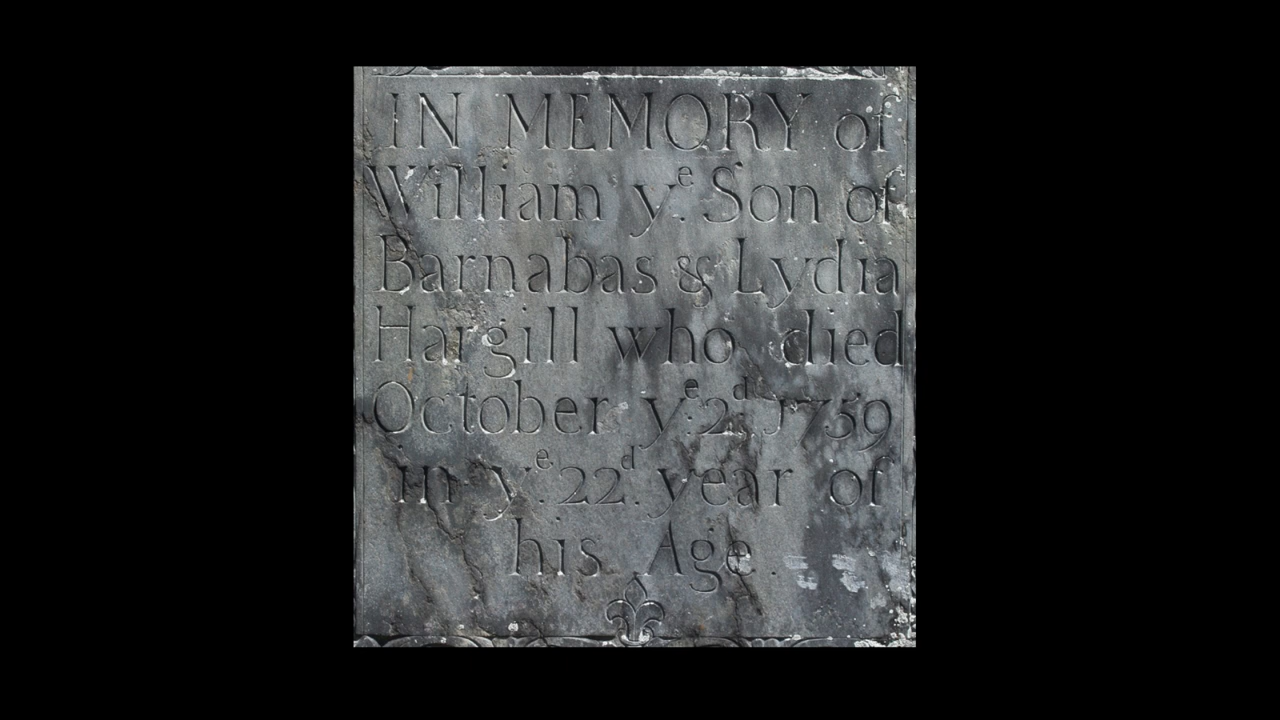 IN MEMORY of
William yᵉ. Son of
Barnabas & Lydia
Hargill who died
October yᵉ. 2ᵈ. 1759
in yᵉ. 22ᵈ. year of
his Age.